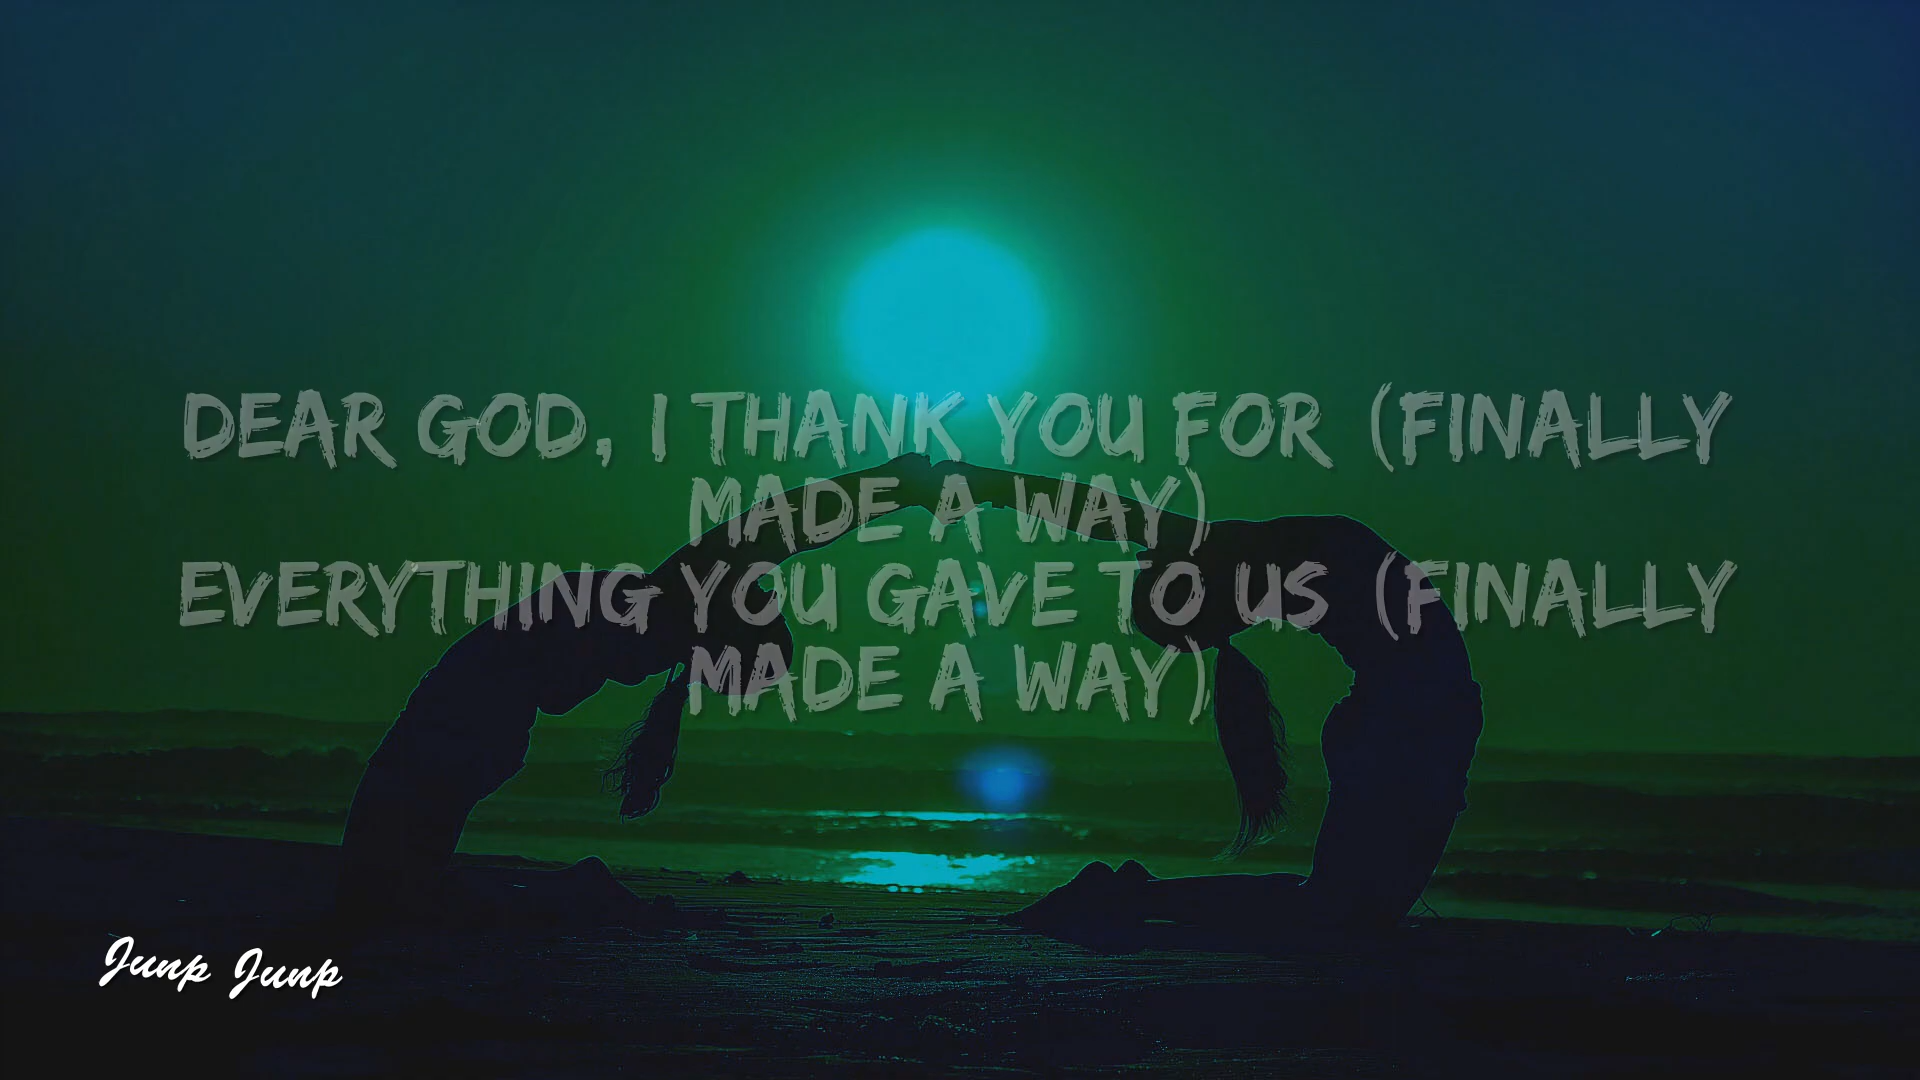 DEAR GOD, I THANK YOU FOR (FINALLY
MADE A WAY)
EVERYTHING YOU GAVE TO US (FINALLY
MADE A WAY)
Junp Junp